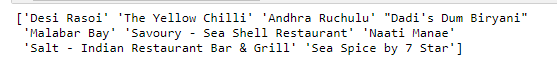 ['Desi Rasoi' 'The Yellow Chilli' 'Andhra Ruchulu' "Dadi's Dum Biryani"
'Malabar Bay' 'Savoury - Sea Shell Restaurant' 'Naati Manae'
'Salt - Indian Restaurant Bar & Grill' 'Sea Spice by 7 Star']